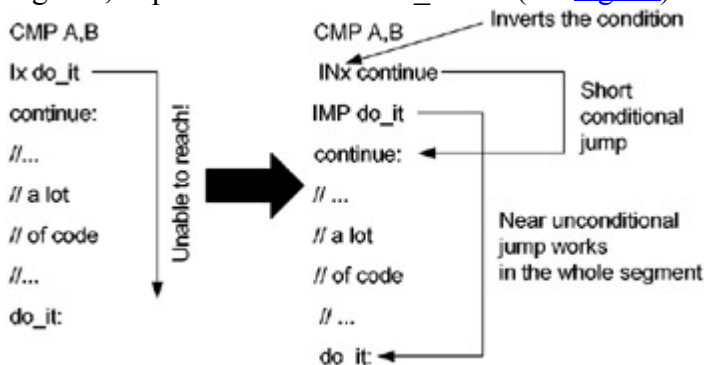 CMP A,B
Ix do_it
continue:
//...
// a lot
// of code
//...
do_it:
Unable to reach!
CMP A,B
INx continue
IMP do_it
continue:
// ...
// a lot
// of code
// ...
do_it:
Inverts the condition
Short
conditional
jump
Near unconditional
jump works
in the whole segment